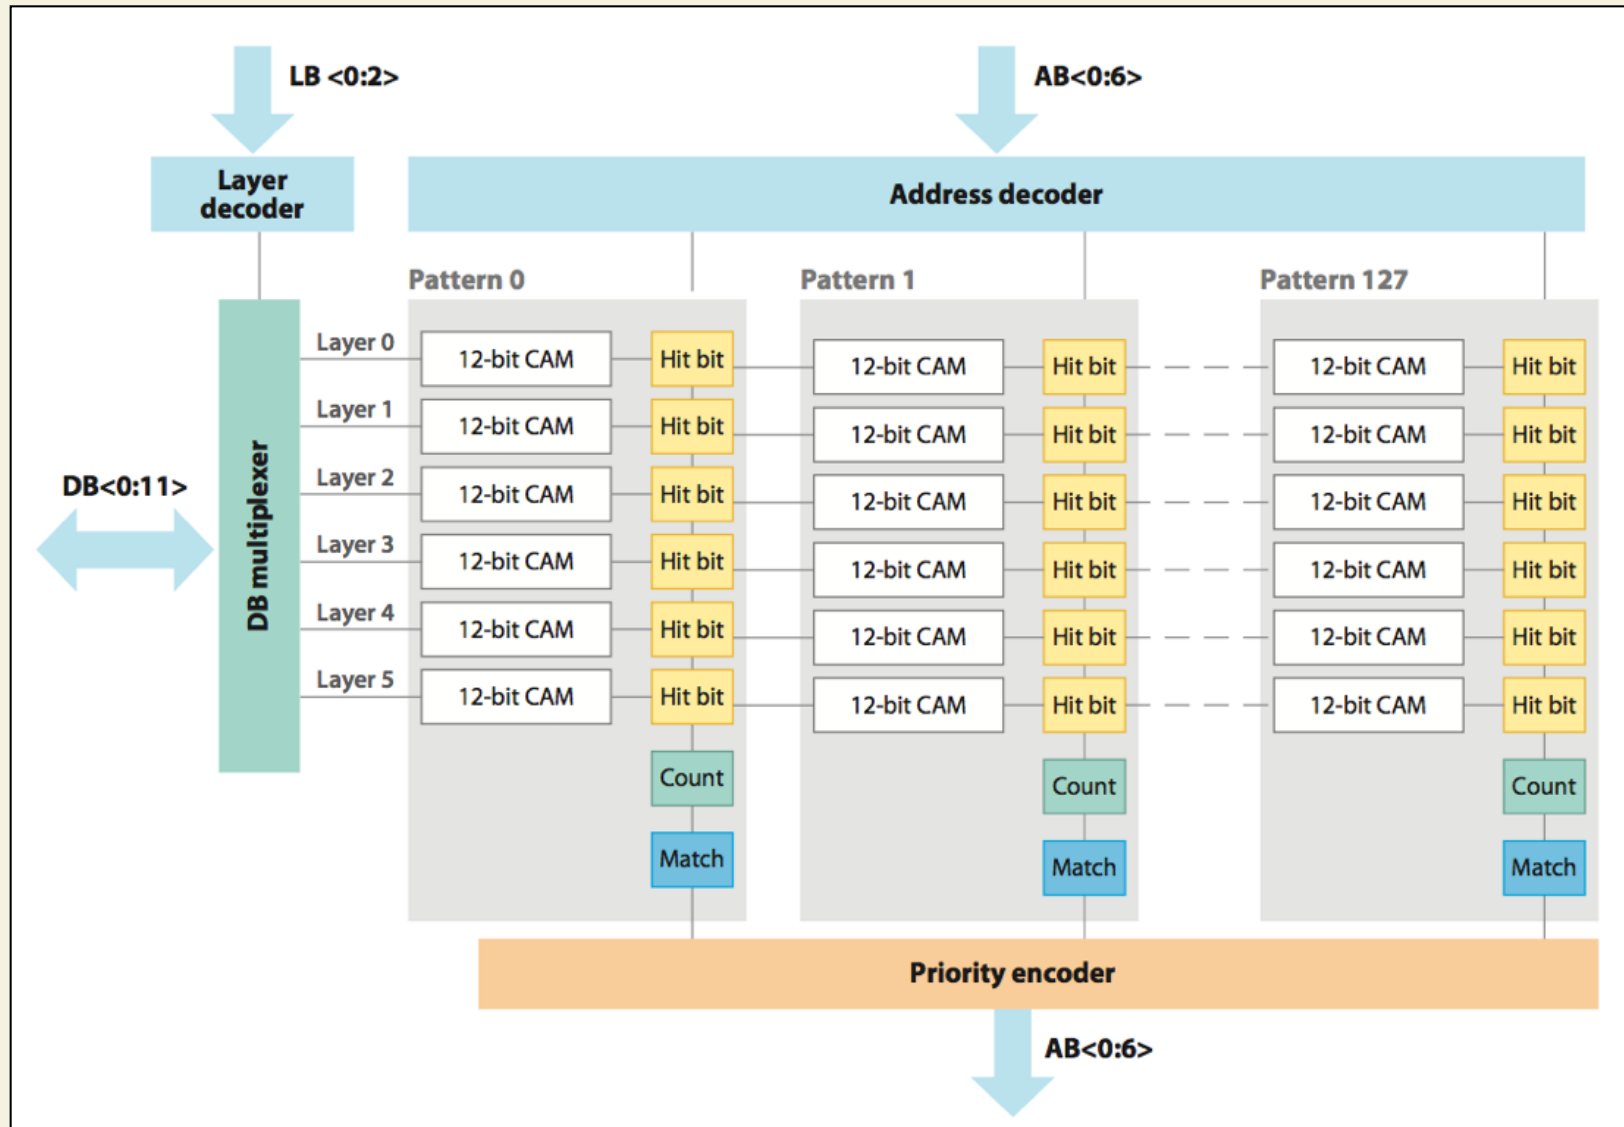 LB <0:2>
AB<0:6>
Layer
decoder
Address decoder
Pattern 0
Pattern 1
Pattern 127
Layer 0
12-bit CAM
Hit bit
12-bit CAM
Hit bit
12-bit CAM
Hit bit
Layer 1
12-bit CAM
Hit bit
12-bit CAM
Hit bit
12-bit CAM
Hit bit
Layer 2
12-bit CAM
Hit bit
12-bit CAM
Hit bit
12-bit CAM
Hit bit
DB<0:11>
DB multiplexer
Layer 3
12-bit CAM
Hit bit
12-bit CAM
Hit bit
12-bit CAM
Hit bit
Layer 4
12-bit CAM
Hit bit
12-bit CAM
Hit bit
12-bit CAM
Hit bit
Layer 5
12-bit CAM
Hit bit
12-bit CAM
Hit bit
12-bit CAM
Hit bit
Count
Count
Count
Match
Match
Match
Priority encoder
AB<0:6>